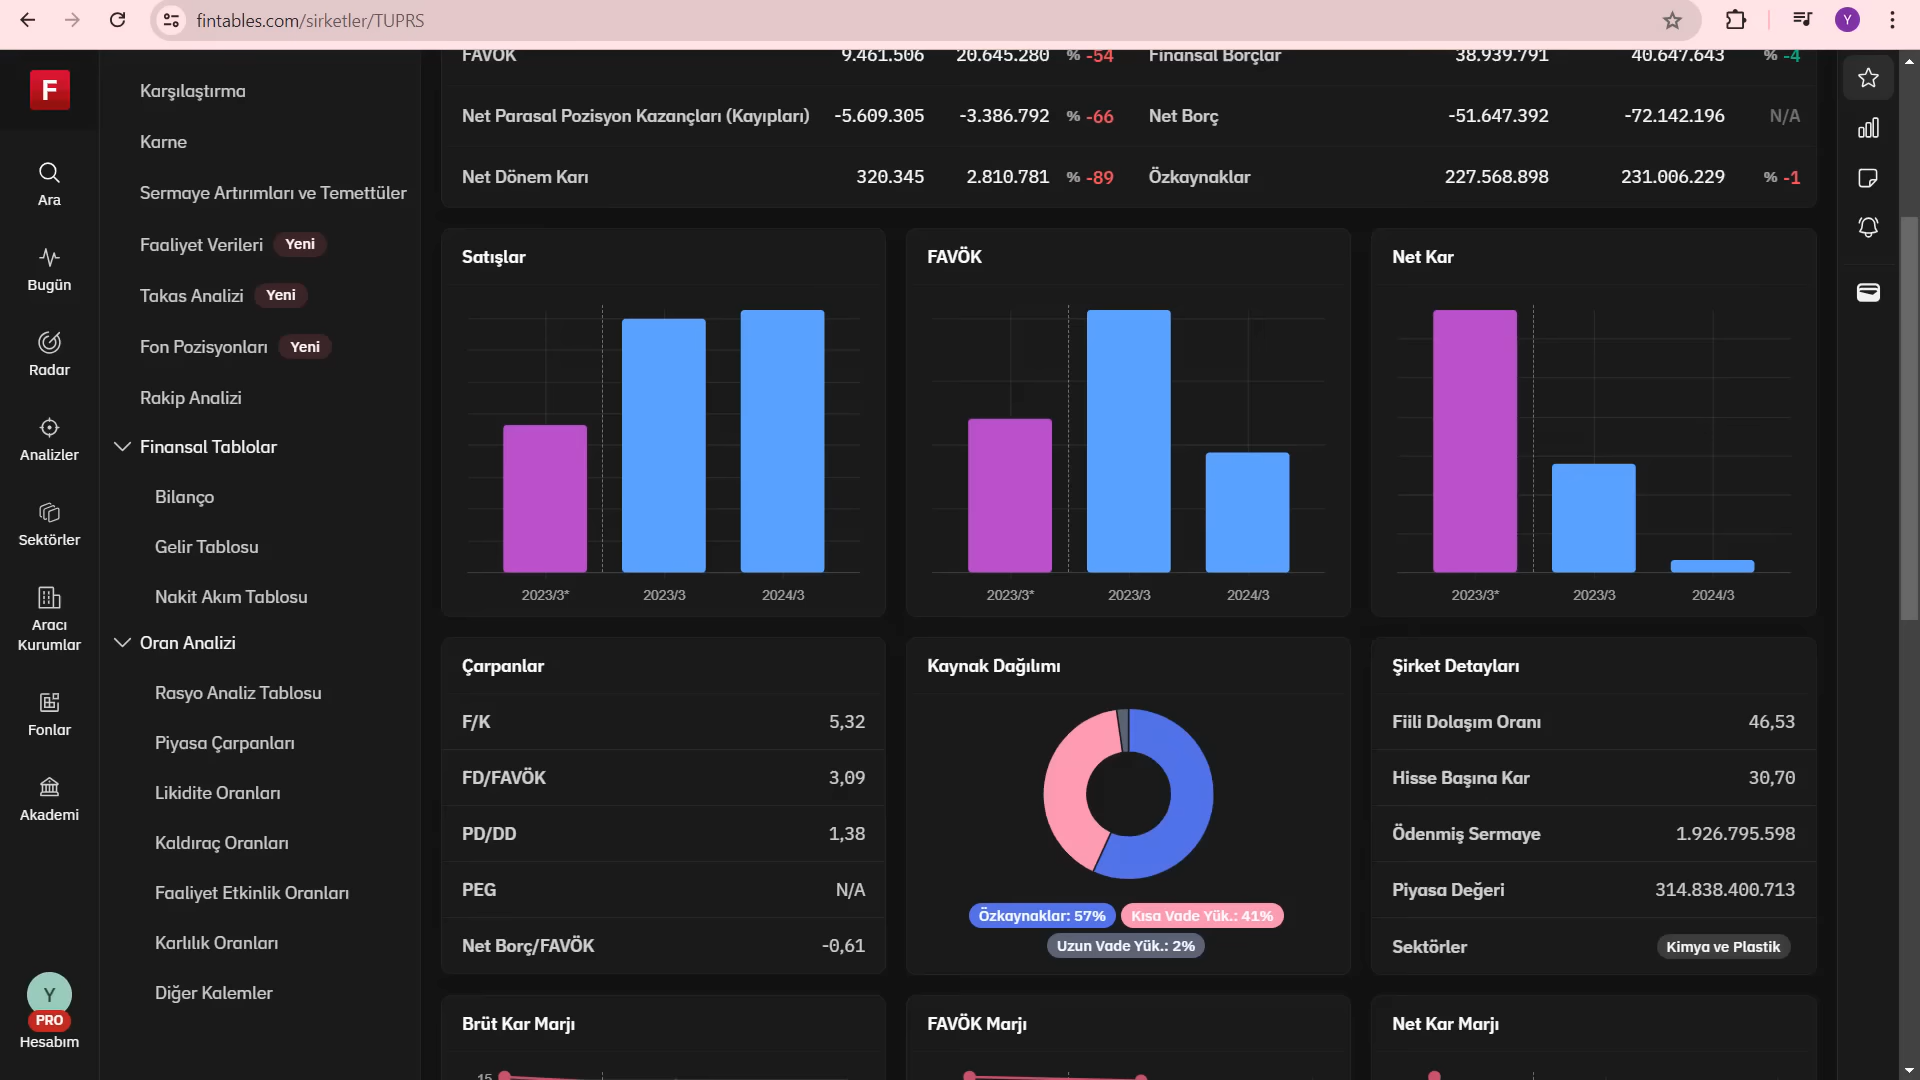 fintables.com/sirketler/TUPRS
Y
F
Ara
Bugün
Radar
Analizler
Sektörler
Aracı
Kurumlar
Fonlar
Akademi
Y
PRO
Hesabım
Karşılaştırma
Karne
Sermaye Artırımları ve Temettüler
Faaliyet Verileri Yeni
Takas Analizi Yeni
Fon Pozisyonları Yeni
Rakip Analizi
Finansal Tablolar
Bilanço
Gelir Tablosu
Nakit Akım Tablosu
Oran Analizi
Rasyo Analiz Tablosu
Piyasa Çarpanları
Likidite Oranları
Kaldıraç Oranları
Faaliyet Etkinlik Oranları
Karlılık Oranları
Diğer Kalemler
FAVÖK 9.461.506 20.645.280 % -54 Finansal Borçlar 38.939.791 40.647.643 % -4
Net Parasal Pozisyon Kazançları (Kayıpları) -5.609.305 -3.386.792 % -66 Net Borç -51.647.392 -72.142.196 N/A
Net Dönem Karı 320.345 2.810.781 % -89 Özkaynaklar 227.568.898 231.006.229 % -1
Satışlar
2023/3* 2023/3 2024/3
FAVÖK
2023/3* 2023/3 2024/3
Net Kar
2023/3* 2023/3 2024/3
Çarpanlar
F/K 5,32
FD/FAVÖK 3,09
PD/DD 1,38
PEG N/A
Net Borç/FAVÖK -0,61
Kaynak Dağılımı
Özkaynaklar: 57% Kısa Vade Yük.: 41%
Uzun Vade Yük.: 2%
Şirket Detayları
Fiili Dolaşım Oranı 46,53
Hisse Başına Kar 30,70
Ödenmiş Sermaye 1.926.795.598
Piyasa Değeri 314.838.400.713
Sektörler Kimya ve Plastik
Brüt Kar Marjı
15
FAVÖK Marjı
Net Kar Marjı